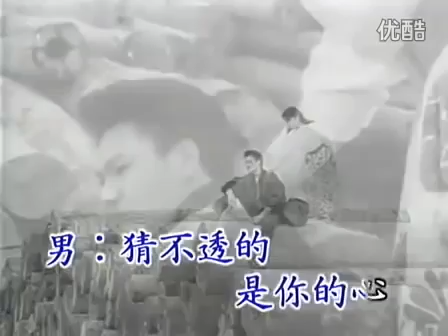 优酷
男：猜不透的
是你的心